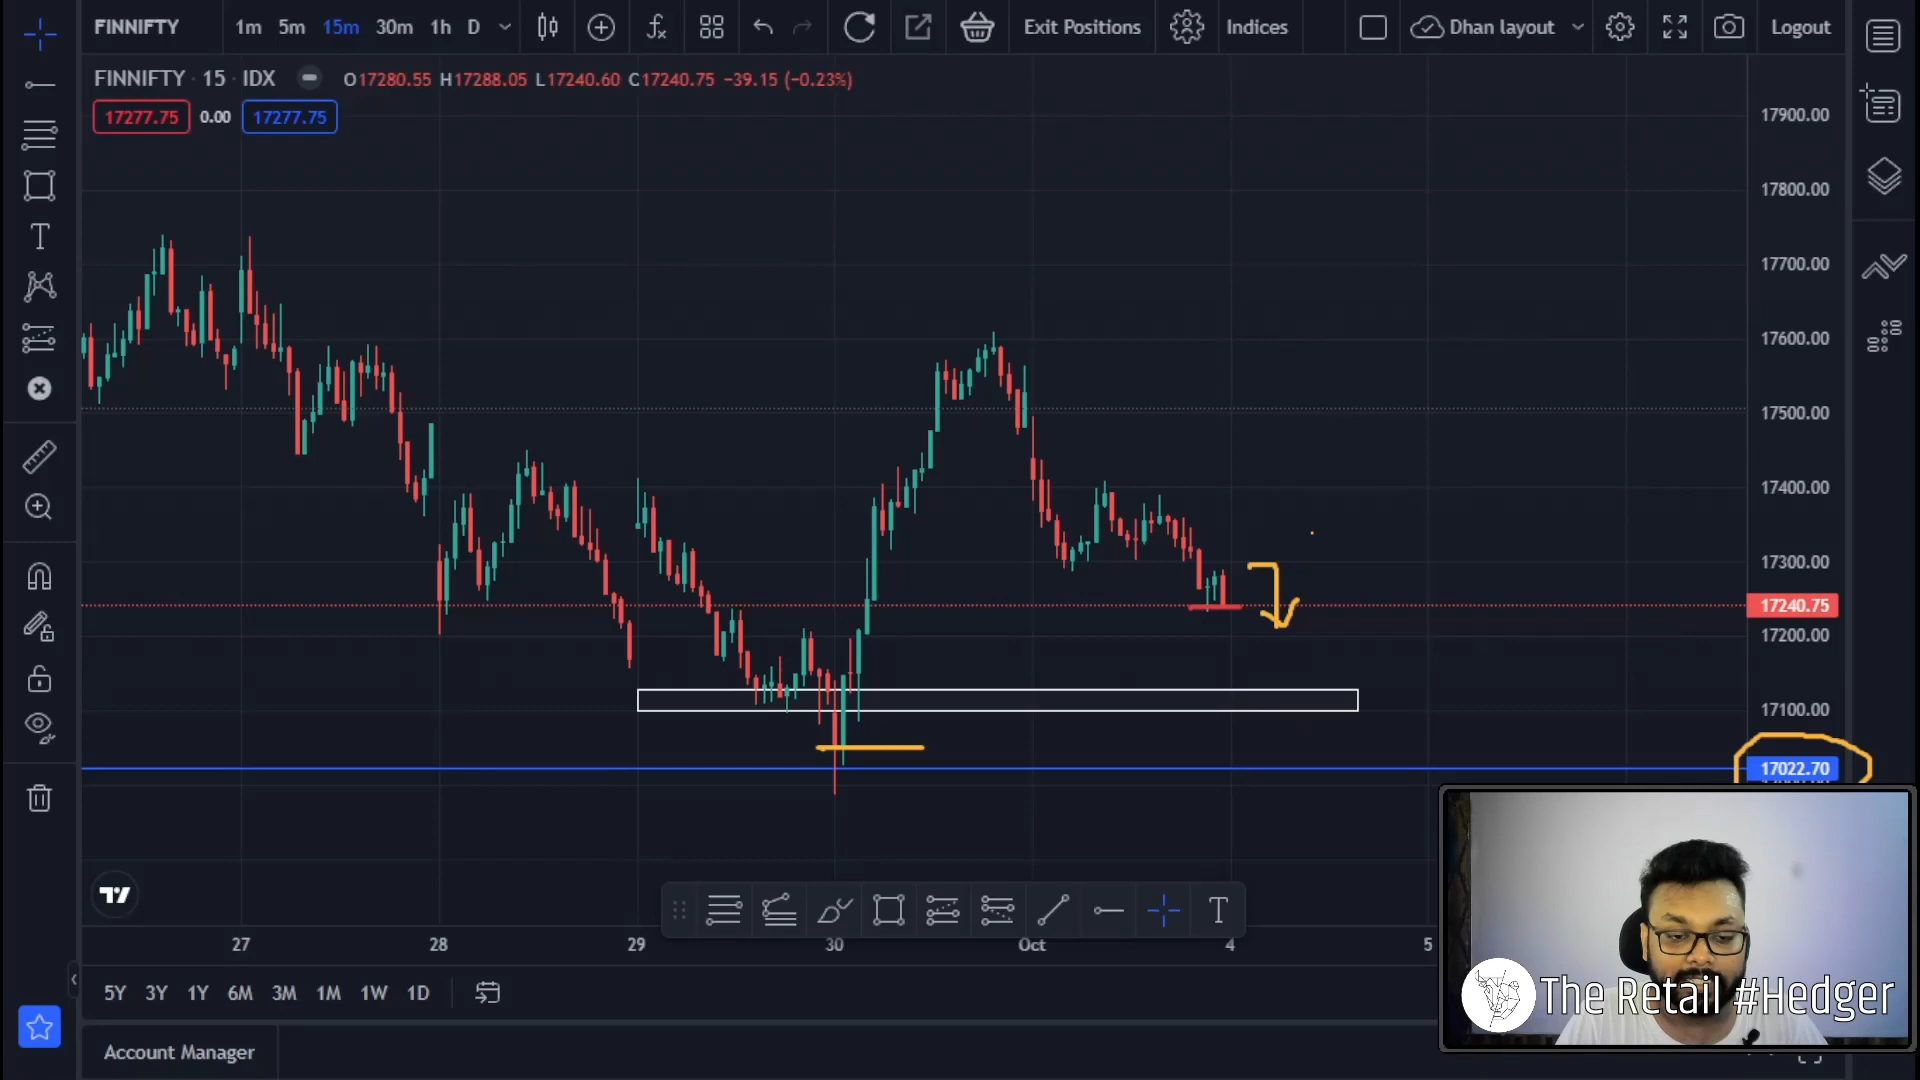 FINNIFTY 1m 5m 15m 30m 1h D Exit Positions Indices Dhan layout Logout
FINNIFTY · 15 · IDX O17280.55 H17288.05 L17240.60 C17240.75 −39.15 (−0.23%)
17277.75 0.00 17277.75
17900.00
17800.00
17700.00
17600.00
17500.00
17400.00
17300.00
17240.75
17200.00
17100.00
17022.70
27 28 29 30 Oct 4 5
5Y 3Y 1Y 6M 3M 1M 1W 1D
The Retail #Hedger
Account Manager